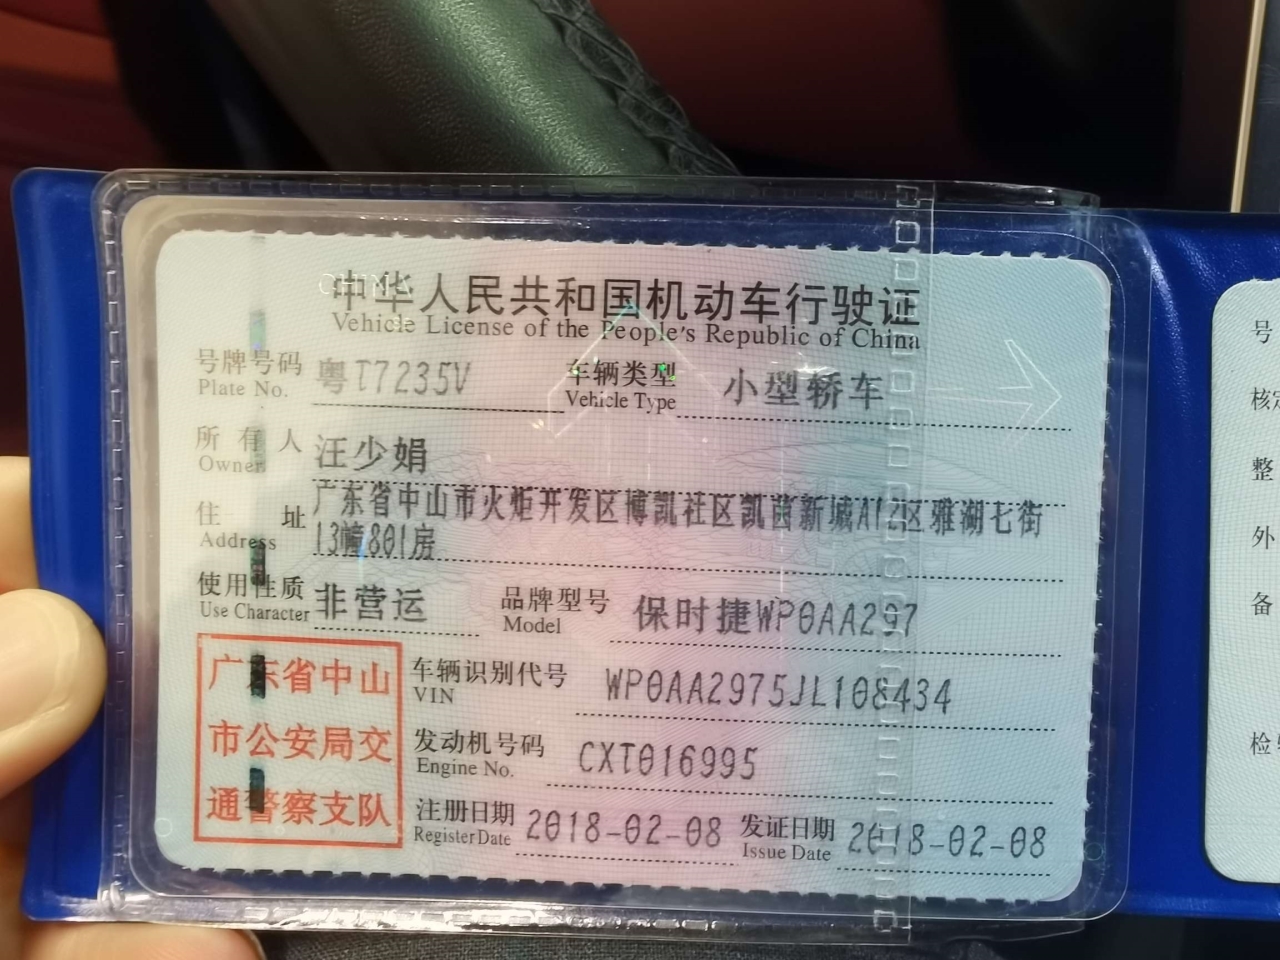 中华人民共和国机动车行驶证
Vehicle License of the People's Republic of China
号牌号码 粤T7235V 车辆类型 小型轿车
Plate No. Vehicle Type
所有人 汪少娟
Owner
住址 广东省中山市火炬开发区博凯社区凯茵新城A12区雅湖七街
Address 13幢801房
使用性质 非营运 品牌型号 保时捷WP0AA297
Use Character Model
广东省中山
市公安局交
通警察支队
车辆识别代号 WP0AA2975JL108434
VIN
发动机号码 CXT016995
Engine No.
注册日期 2018-02-08 发证日期 2018-02-08
Register Date Issue Date
号
核定
整
外
备
检验